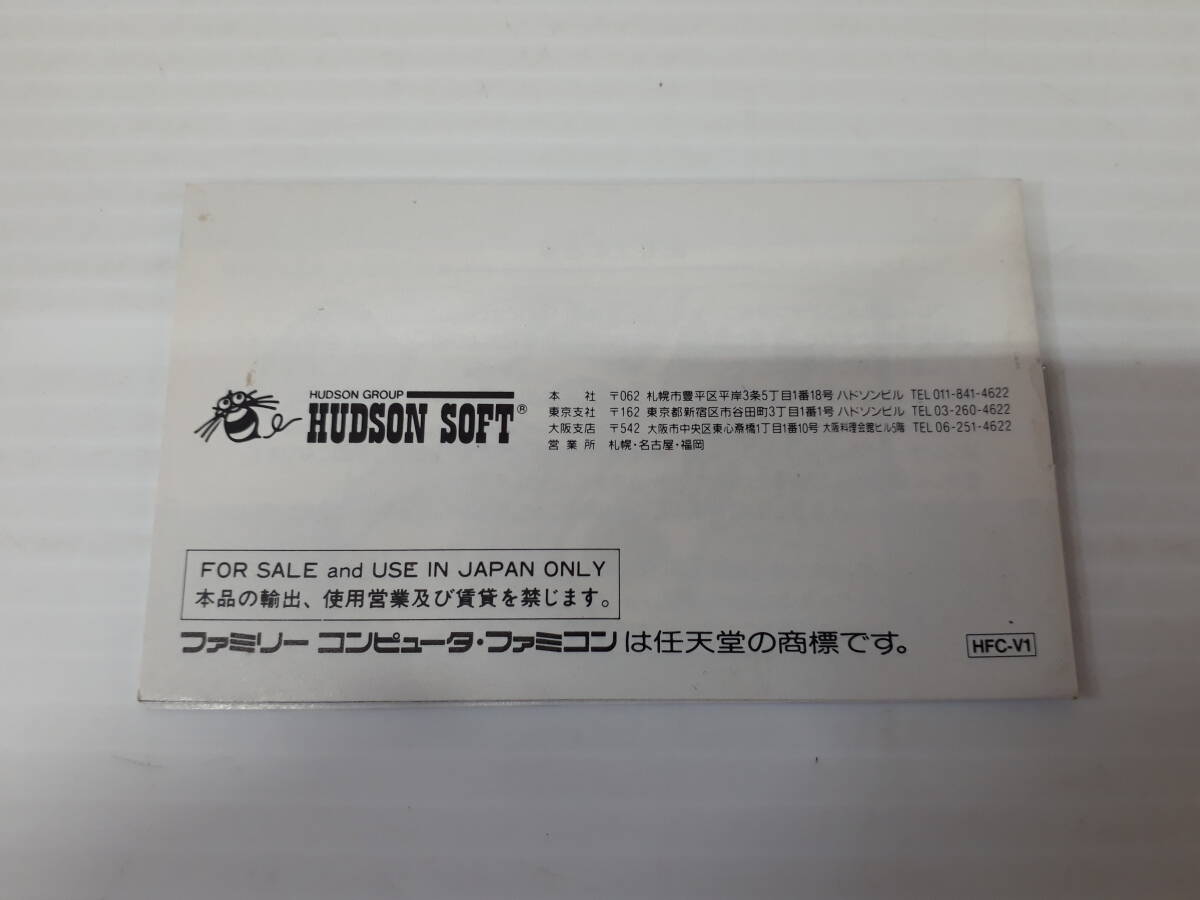 HUDSON GROUP
HUDSON SOFT®
本社 〒062 札幌市豊平区平岸3条5丁目1番18号 ハドソンビル TEL 011-841-4622
東京支社 〒162 東京都新宿区市谷田町3丁目1番1号 ハドソンビル TEL 03-260-4622
大阪支店 〒542 大阪市中央区東心斎橋1丁目1番10号 大阪料理会館ビル5階 TEL 06-251-4622
営業所 札幌・名古屋・福岡
FOR SALE and USE IN JAPAN ONLY
本品の輸出、使用営業及び賃貸を禁じます。
ファミリー コンピュータ・ファミコンは任天堂の商標です。
HFC-V1